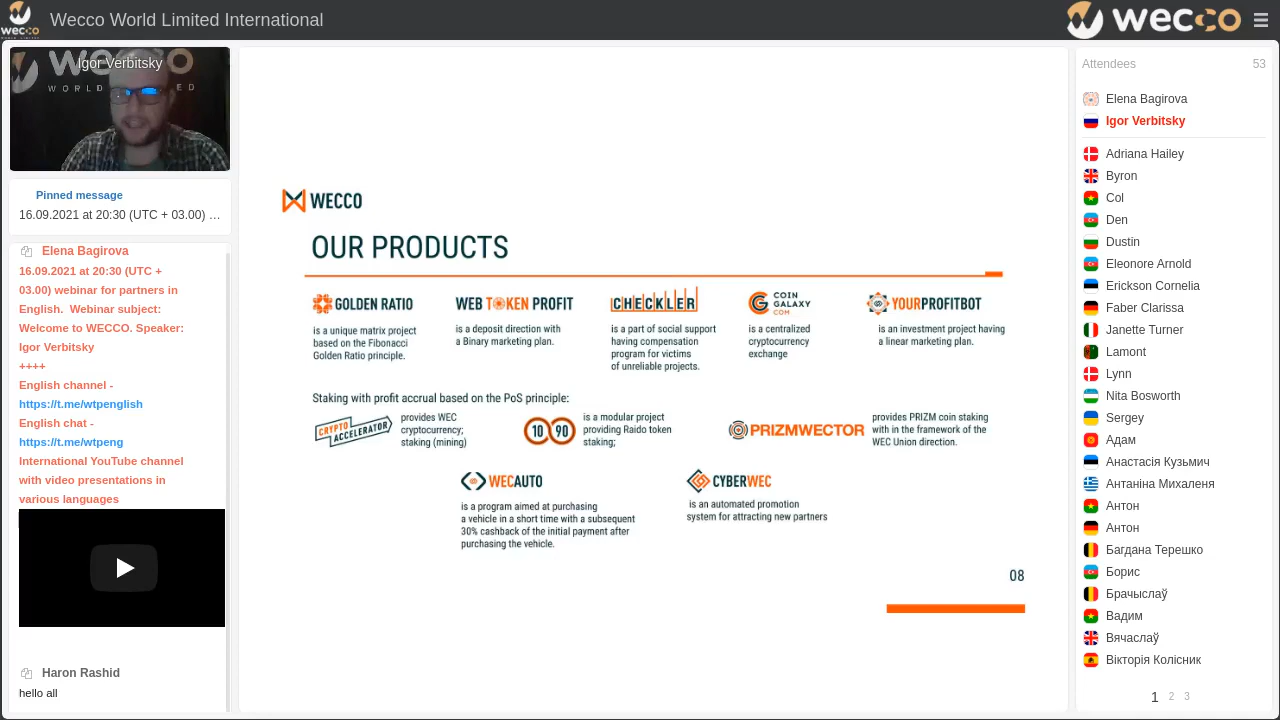 wecco
WORLD LIMITED
Wecco World Limited International
wecco
Igor Verbitsky
Pinned message
16.09.2021 at 20:30 (UTC + 03.00) …
Elena Bagirova
16.09.2021 at 20:30 (UTC +
03.00) webinar for partners in
English.  Webinar subject:
Welcome to WECCO. Speaker:
Igor Verbitsky
++++
English channel -
https://t.me/wtpenglish
English chat -
https://t.me/wtpeng
International YouTube channel
with video presentations in
various languages
Haron Rashid
hello all
WECCO
OUR PRODUCTS
GOLDEN RATIO
is a unique matrix project
based on the Fibonacci
Golden Ratio principle.
WEB TOKEN PROFIT
is a deposit direction with
a Binary marketing plan.
CHECKLER
is a part of social support
having compensation
program for victims
of unreliable projects.
COIN
GALAXY
COM
is a centralized
cryptocurrency
exchange
YOURPROFITBOT
is an investment project having
a linear marketing plan.
Staking with profit accrual based on the PoS principle:
CRYPTO
ACCELERATOR
provides WEC
cryptocurrency;
staking (mining)
10 90
is a modular project
providing Raido token
staking;
PRIZMWECTOR
provides PRIZM coin staking
with in the framework of the
WEC Union direction.
WECAUTO
is a program aimed at purchasing
a vehicle in a short time with a subsequent
30% cashback of the initial payment after
purchasing the vehicle.
CYBERWEC
is an automated promotion
system for attracting new partners
08
Attendees 53
Elena Bagirova
Igor Verbitsky
Adriana Hailey
Byron
Col
Den
Dustin
Eleonore Arnold
Erickson Cornelia
Faber Clarissa
Janette Turner
Lamont
Lynn
Nita Bosworth
Sergey
Адам
Анастасія Кузьмич
Антаніна Михаленя
Антон
Антон
Багдана Терешко
Борис
Брачыслаў
Вадим
Вячаслаў
Вікторія Колісник
1 2 3